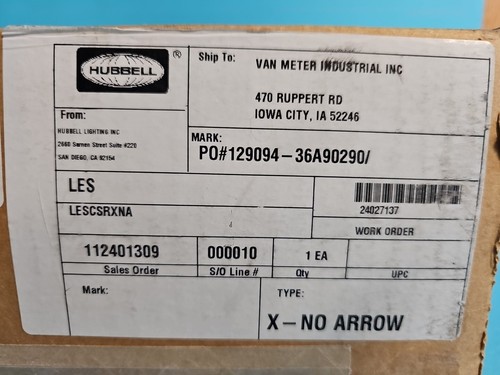 HUBBELL ®
Ship To:
VAN METER INDUSTRIAL INC
470 RUPPERT RD
IOWA CITY, IA 52246
From:
HUBBELL LIGHTING INC
2660 Sarnen Street Suite #220
SAN DIEGO, CA 92154
MARK:
PO#129094-36A90290/
LES
LESCSRXNA
24027137
WORK ORDER
112401309
Sales Order
000010
S/O Line #
1 EA
Qty
UPC
Mark:
TYPE:
X-NO ARROW